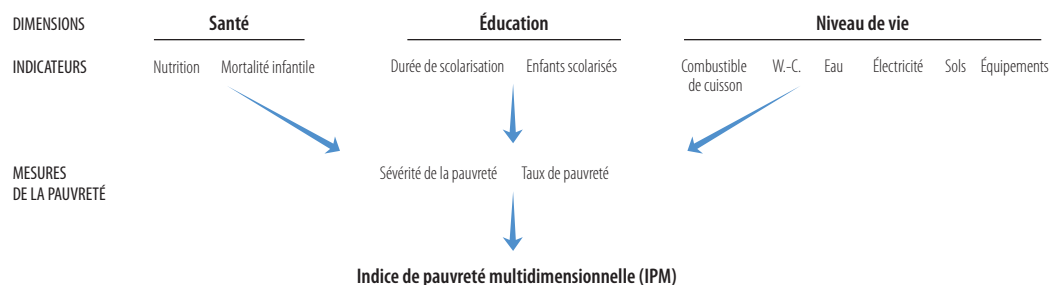 DIMENSIONS Santé Éducation Niveau de vie
INDICATEURS Nutrition Mortalité infantile Durée de scolarisation Enfants scolarisés Combustible de cuisson W.-C. Eau Électricité Sols Équipements
MESURES DE LA PAUVRETÉ Sévérité de la pauvreté Taux de pauvreté
Indice de pauvreté multidimensionnelle (IPM)